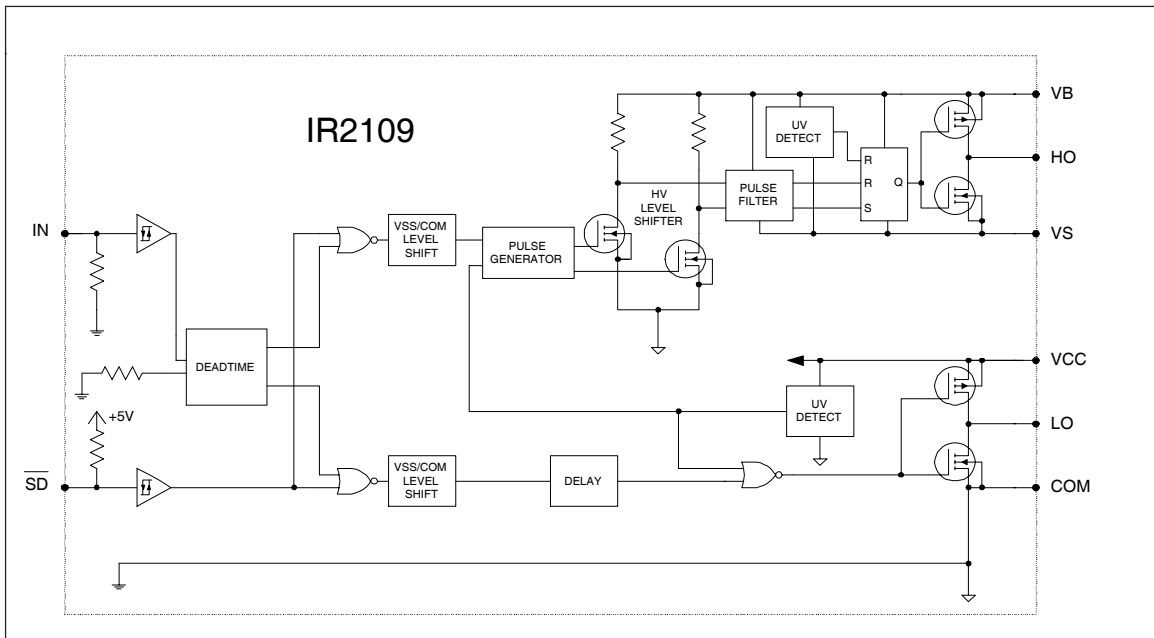 IR2109
VB
UV
DETECT
R
HO
R
Q
PULSE
FILTER
HV
LEVEL
SHIFTER
S
IN
VSS/COM
LEVEL
SHIFT
PULSE
GENERATOR
VS
DEADTIME
VCC
+5V
UV
DETECT
LO
SD
VSS/COM
LEVEL
SHIFT
DELAY
COM